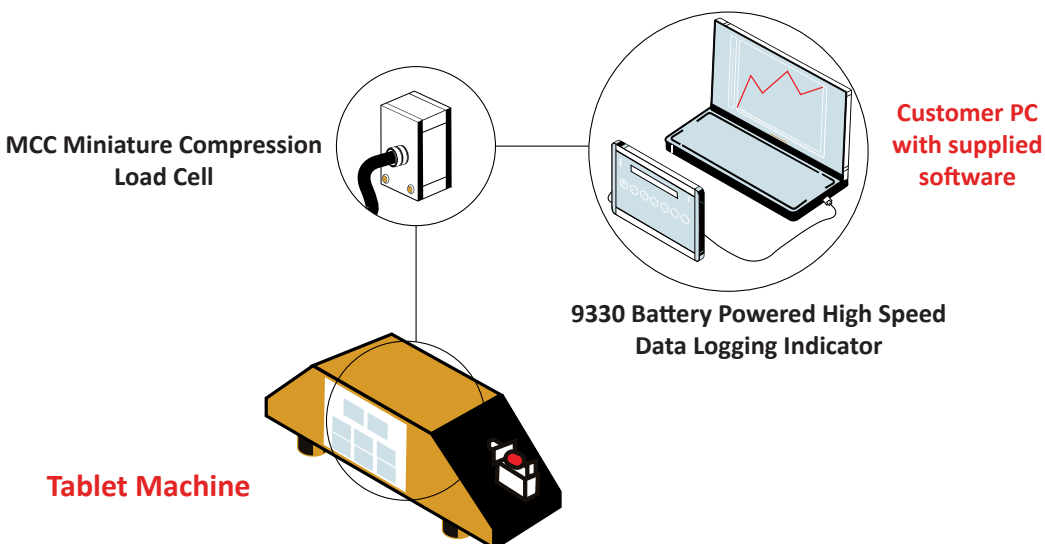 MCC Miniature Compression
Load Cell
Customer PC
with supplied
software
9330 Battery Powered High Speed
Data Logging Indicator
Tablet Machine